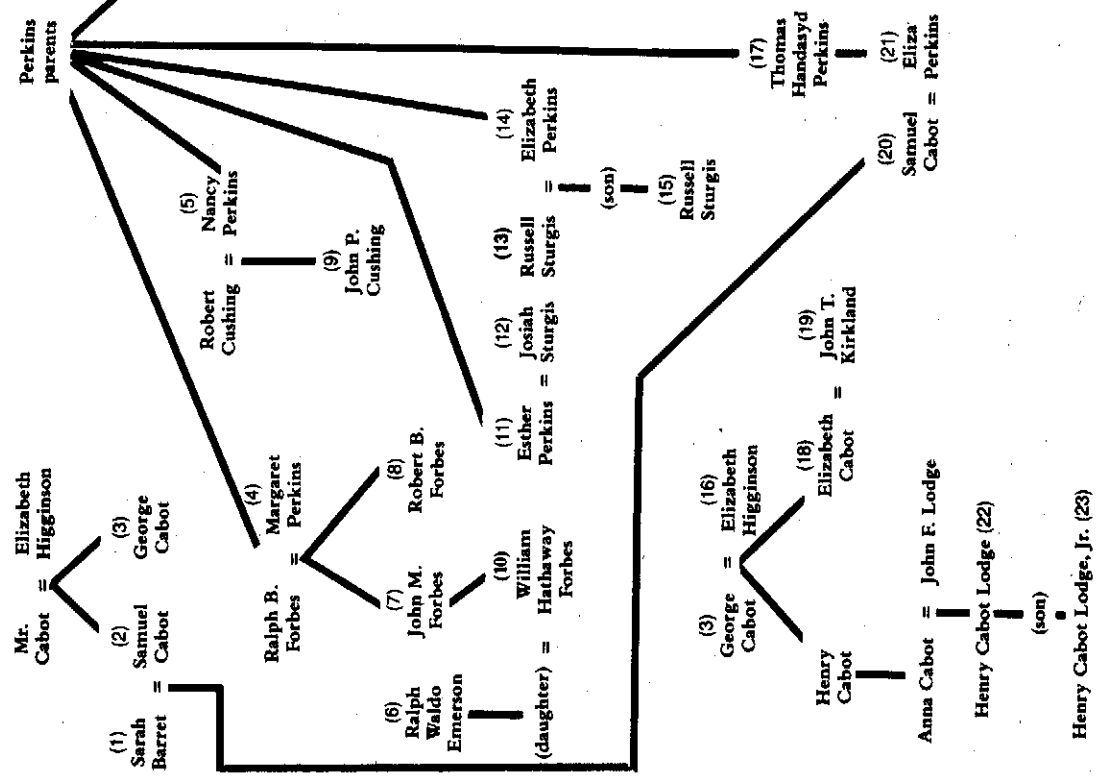 Perkins
parents
Mr.
Cabot
=
Elizabeth
Higginson
(1)
Sarah
Barret
=
(2)
Samuel
Cabot
(3)
George
Cabot
Ralph B.
Forbes
=
(4)
Margaret
Perkins
Robert
Cushing
=
(5)
Nancy
Perkins
(6)
Ralph
Waldo
Emerson
(7)
John M.
Forbes
(8)
Robert B.
Forbes
(9)
John P.
Cushing
(daughter)
=
(10)
William
Hathaway
Forbes
(11)
Esther
Perkins
=
(12)
Josiah
Sturgis
(13)
Russell
Sturgis
=
(14)
Elizabeth
Perkins
(son)
(15)
Russell
Sturgis
(3)
George
Cabot
=
(16)
Elizabeth
Higginson
(17)
Thomas
Handasyd
Perkins
Henry
Cabot
(18)
Elizabeth
Cabot
=
(19)
John T.
Kirkland
(20)
Samuel
Cabot
=
(21)
Eliza
Perkins
Anna Cabot = John F. Lodge
Henry Cabot Lodge (22)
(son)
Henry Cabot Lodge, Jr. (23)